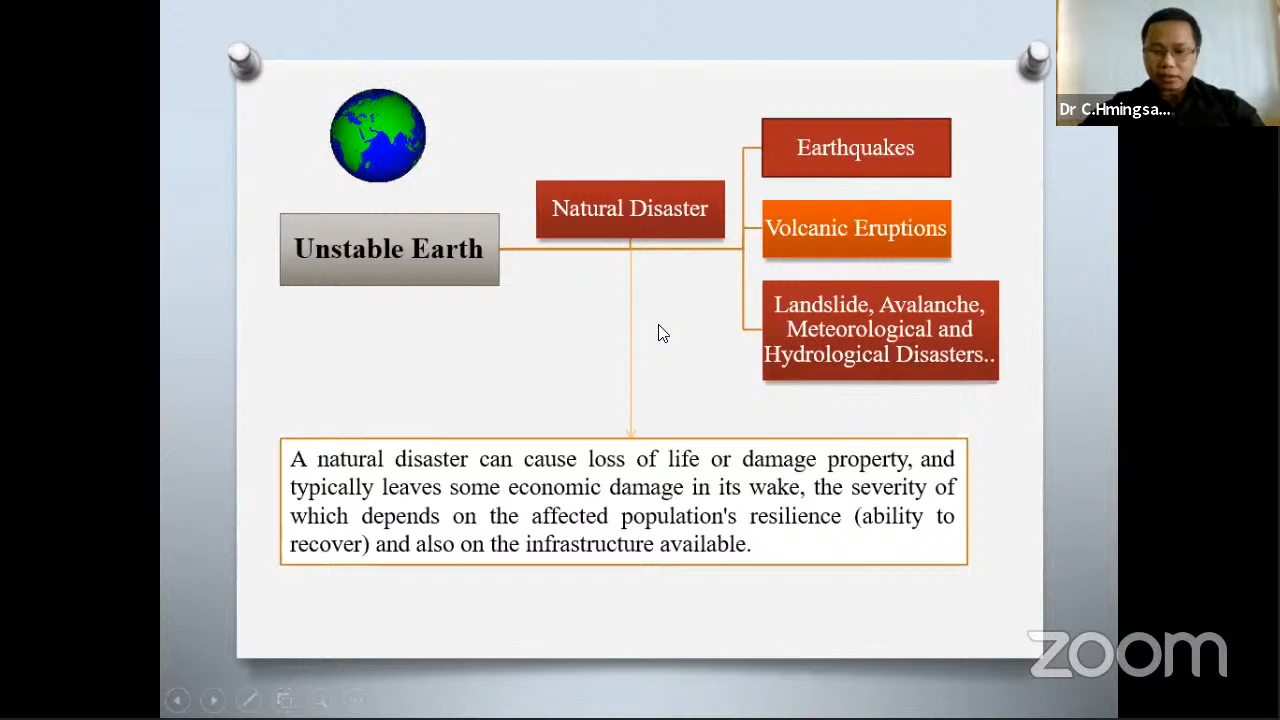 Dr C.Hmingsa...
Earthquakes
Natural Disaster
Volcanic Eruptions
Unstable Earth
Landslide, Avalanche,
Meteorological and
Hydrological Disasters..
A natural disaster can cause loss of life or damage property, and
typically leaves some economic damage in its wake, the severity of
which depends on the affected population's resilience (ability to
recover) and also on the infrastructure available.
zoom